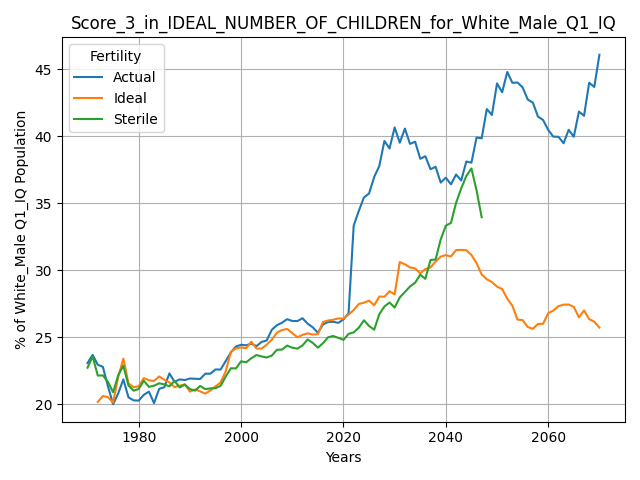 Score_3_in_IDEAL_NUMBER_OF_CHILDREN_for_White_Male_Q1_IQ
Fertility
Actual
Ideal
Sterile
% of White_Male Q1_IQ Population
45
40
35
30
25
20
1980
2000
2020
2040
2060
Years